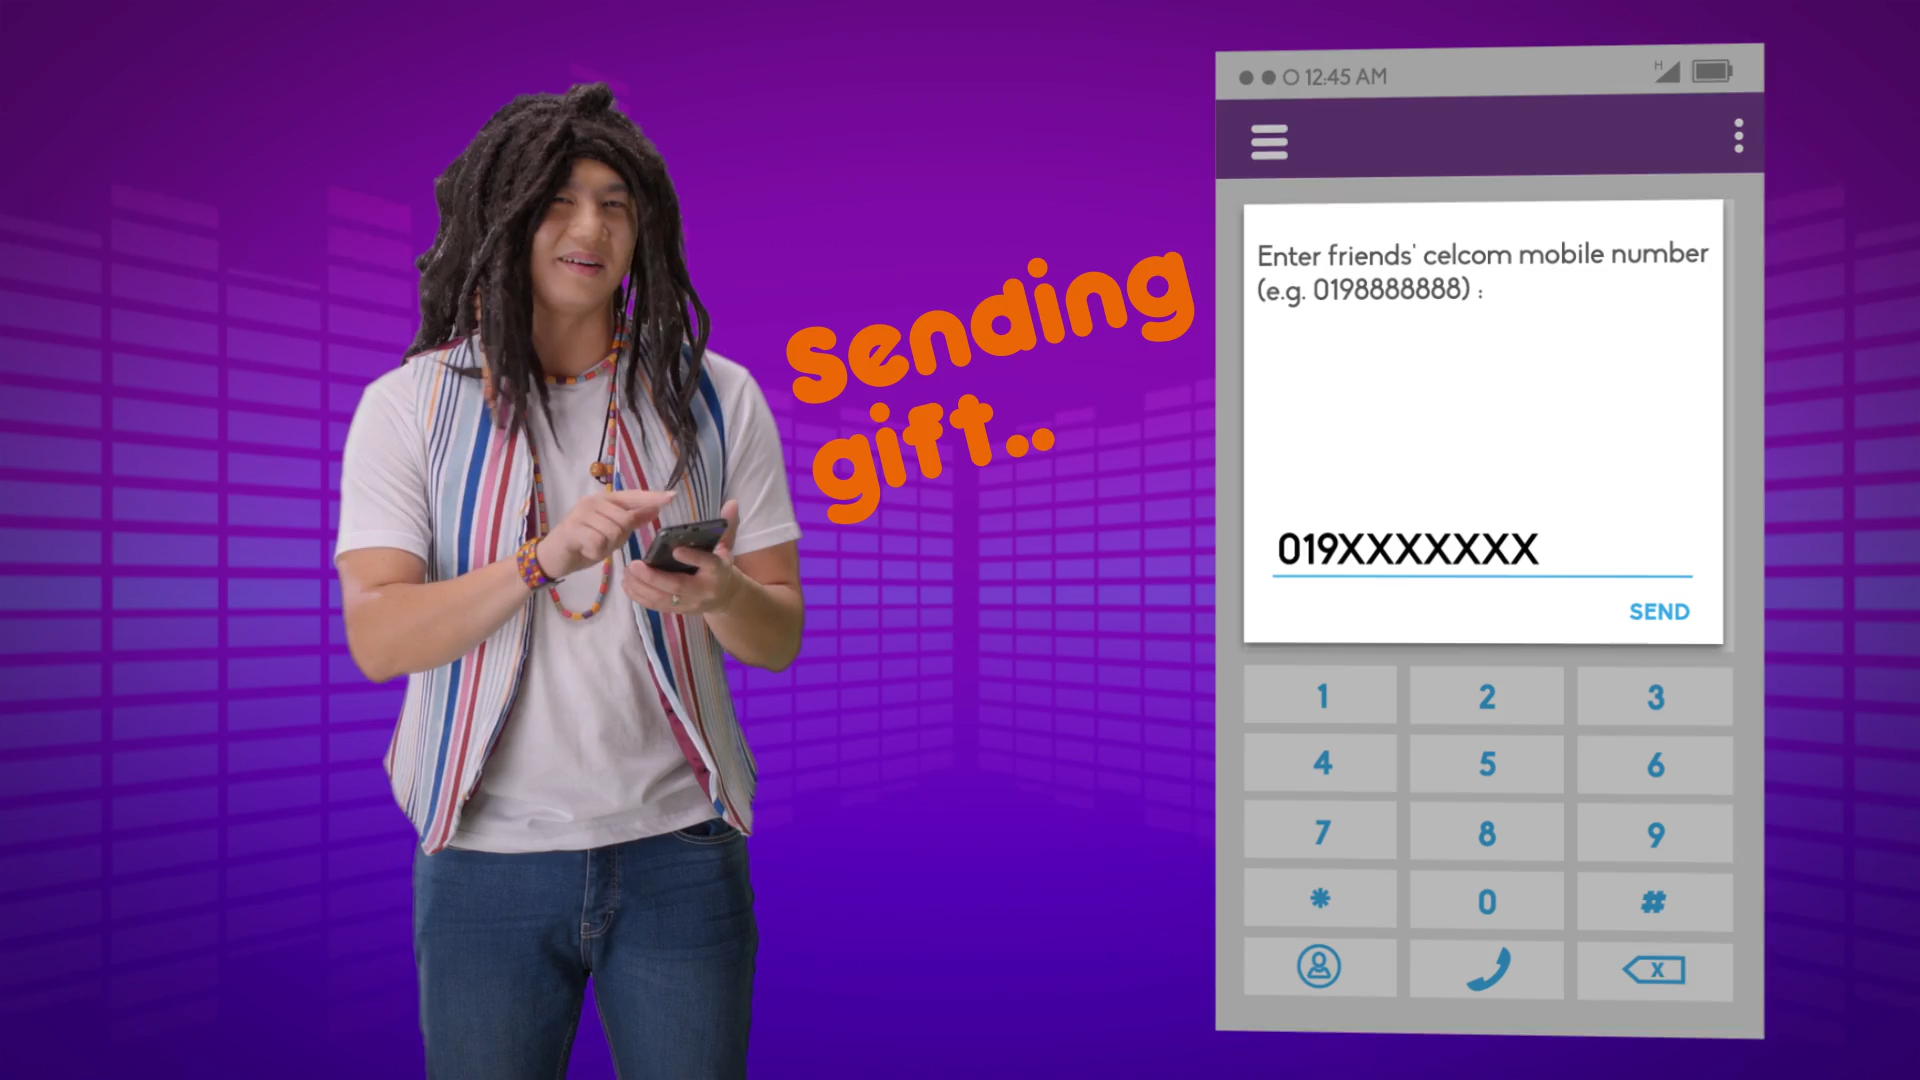 Sending
gift..
12:45 AM
H
Enter friends' celcom mobile number
(e.g. 0198888888) :
019XXXXXXX
SEND
1 2 3
4 5 6
7 8 9
* 0 #
X